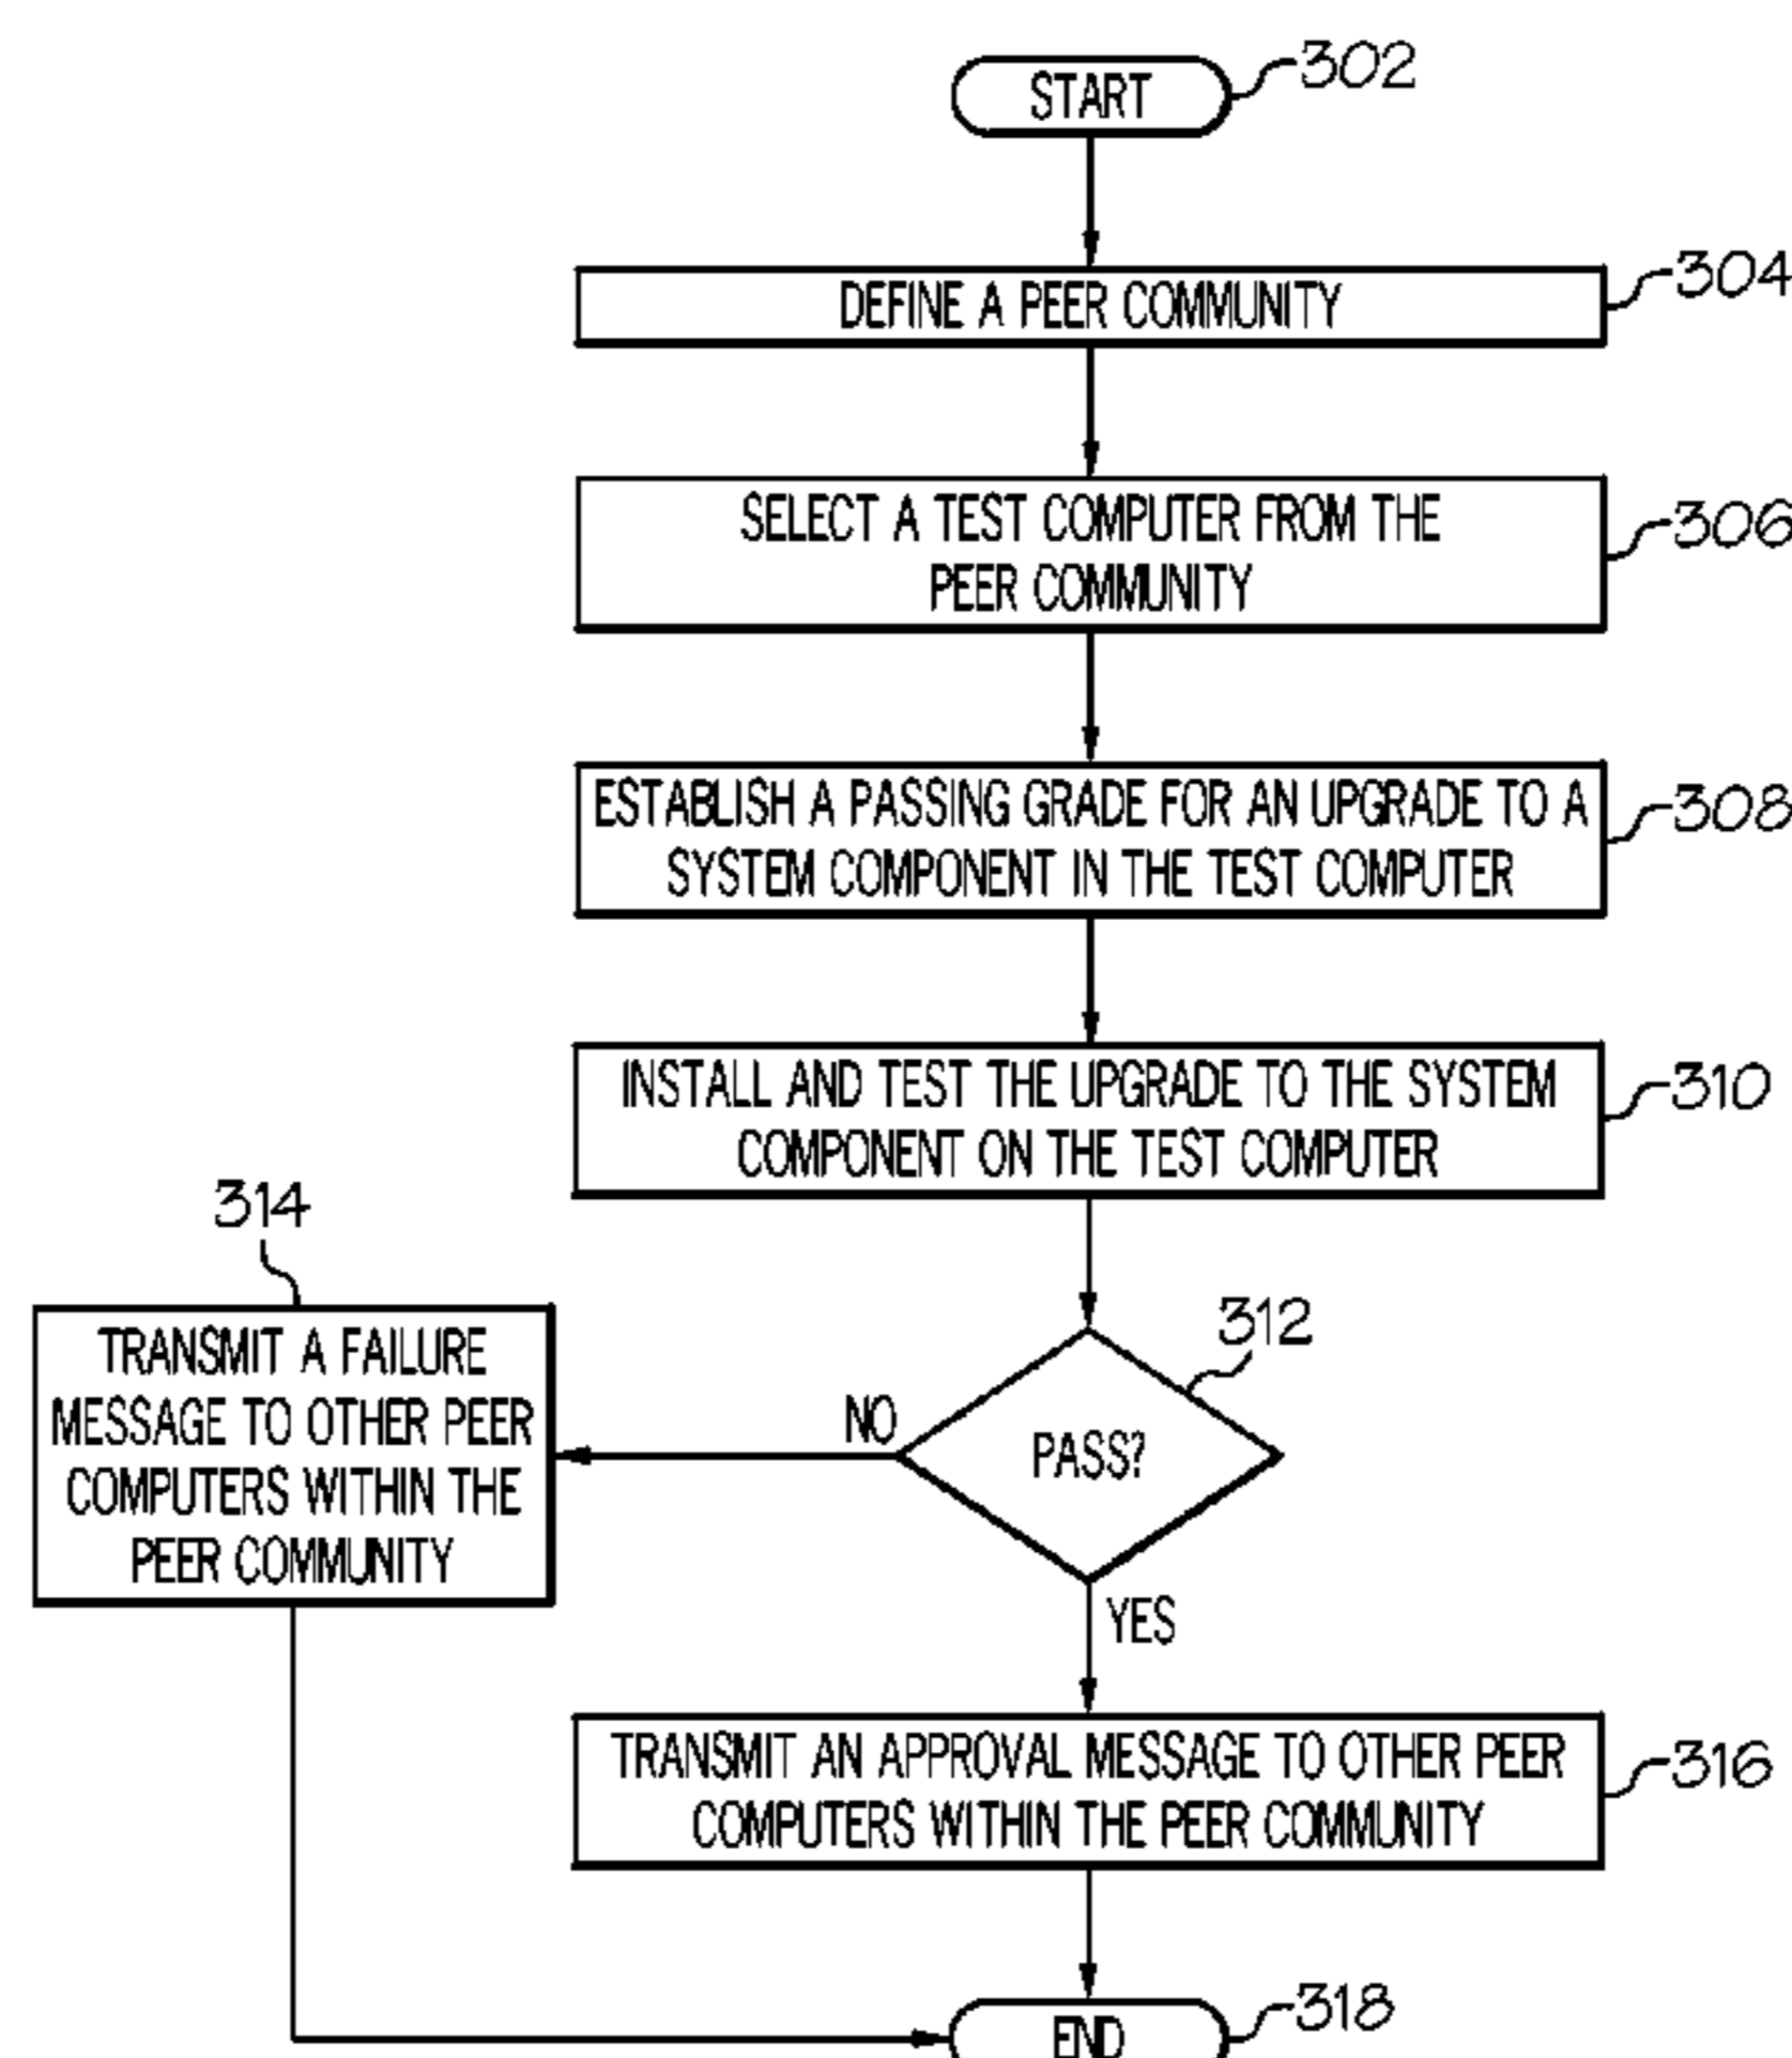 START
302
DEFINE A PEER COMMUNITY
304
SELECT A TEST COMPUTER FROM THE
PEER COMMUNITY
306
ESTABLISH A PASSING GRADE FOR AN UPGRADE TO A
SYSTEM COMPONENT IN THE TEST COMPUTER
308
INSTALL AND TEST THE UPGRADE TO THE SYSTEM
COMPONENT ON THE TEST COMPUTER
310
314
TRANSMIT A FAILURE
MESSAGE TO OTHER PEER
COMPUTERS WITHIN THE
PEER COMMUNITY
312
NO
PASS?
YES
TRANSMIT AN APPROVAL MESSAGE TO OTHER PEER
COMPUTERS WITHIN THE PEER COMMUNITY
316
END
318